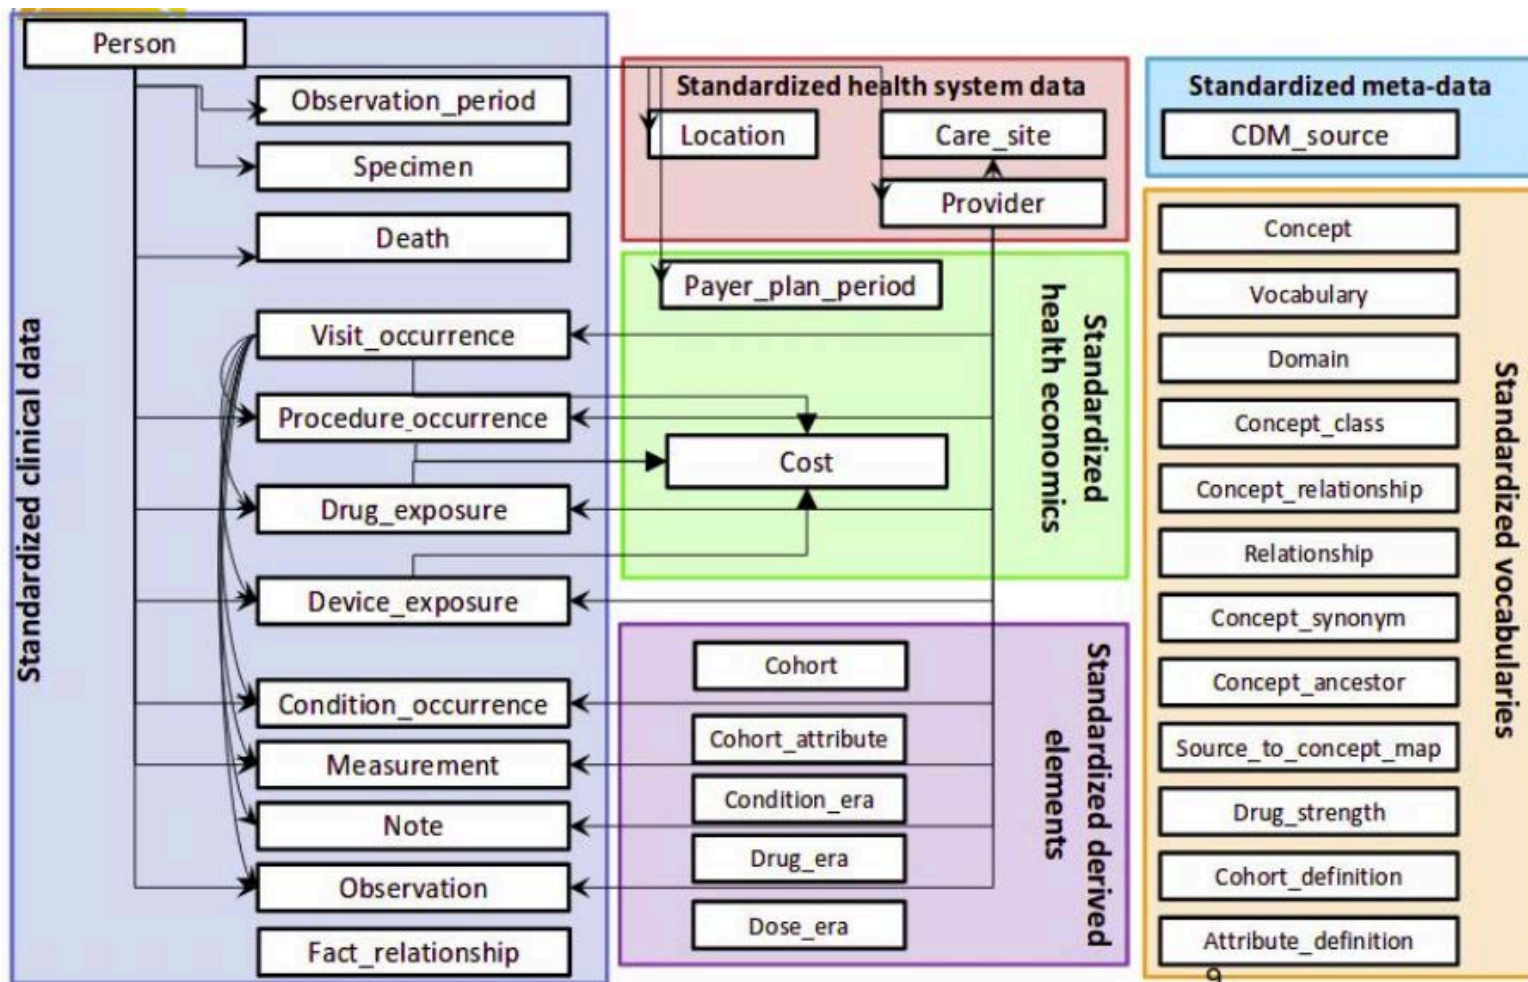 Person
Observation_period
Specimen
Death
Visit_occurrence
Procedure_occurrence
Drug_exposure
Device_exposure
Condition_occurrence
Measurement
Note
Observation
Fact_relationship
Standardized clinical data
Standardized health system data
Location
Care_site
Provider
Payer_plan_period
Cost
Standardized
health economics
Cohort
Cohort_attribute
Condition_era
Drug_era
Dose_era
Standardized derived
elements
Standardized meta-data
CDM_source
Concept
Vocabulary
Domain
Concept_class
Concept_relationship
Relationship
Concept_synonym
Concept_ancestor
Source_to_concept_map
Drug_strength
Cohort_definition
Attribute_definition
Standardized vocabularies
9